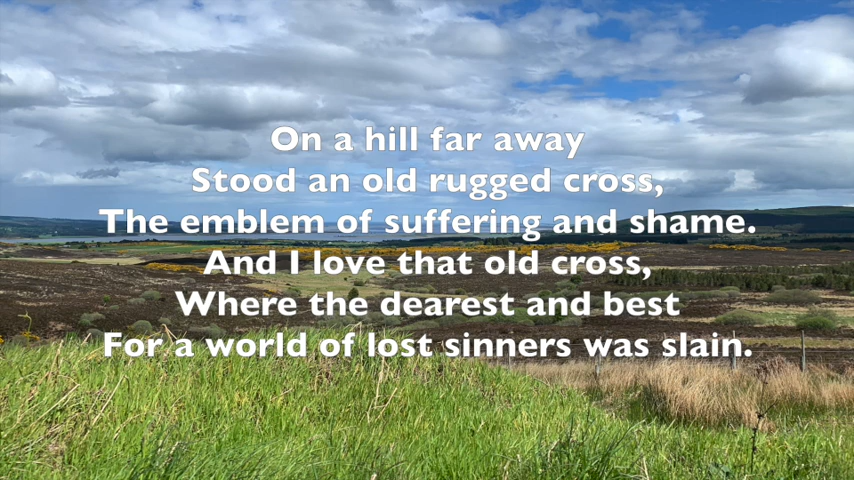 On a hill far away
Stood an old rugged cross,
The emblem of suffering and shame.
And I love that old cross,
Where the dearest and best
For a world of lost sinners was slain.